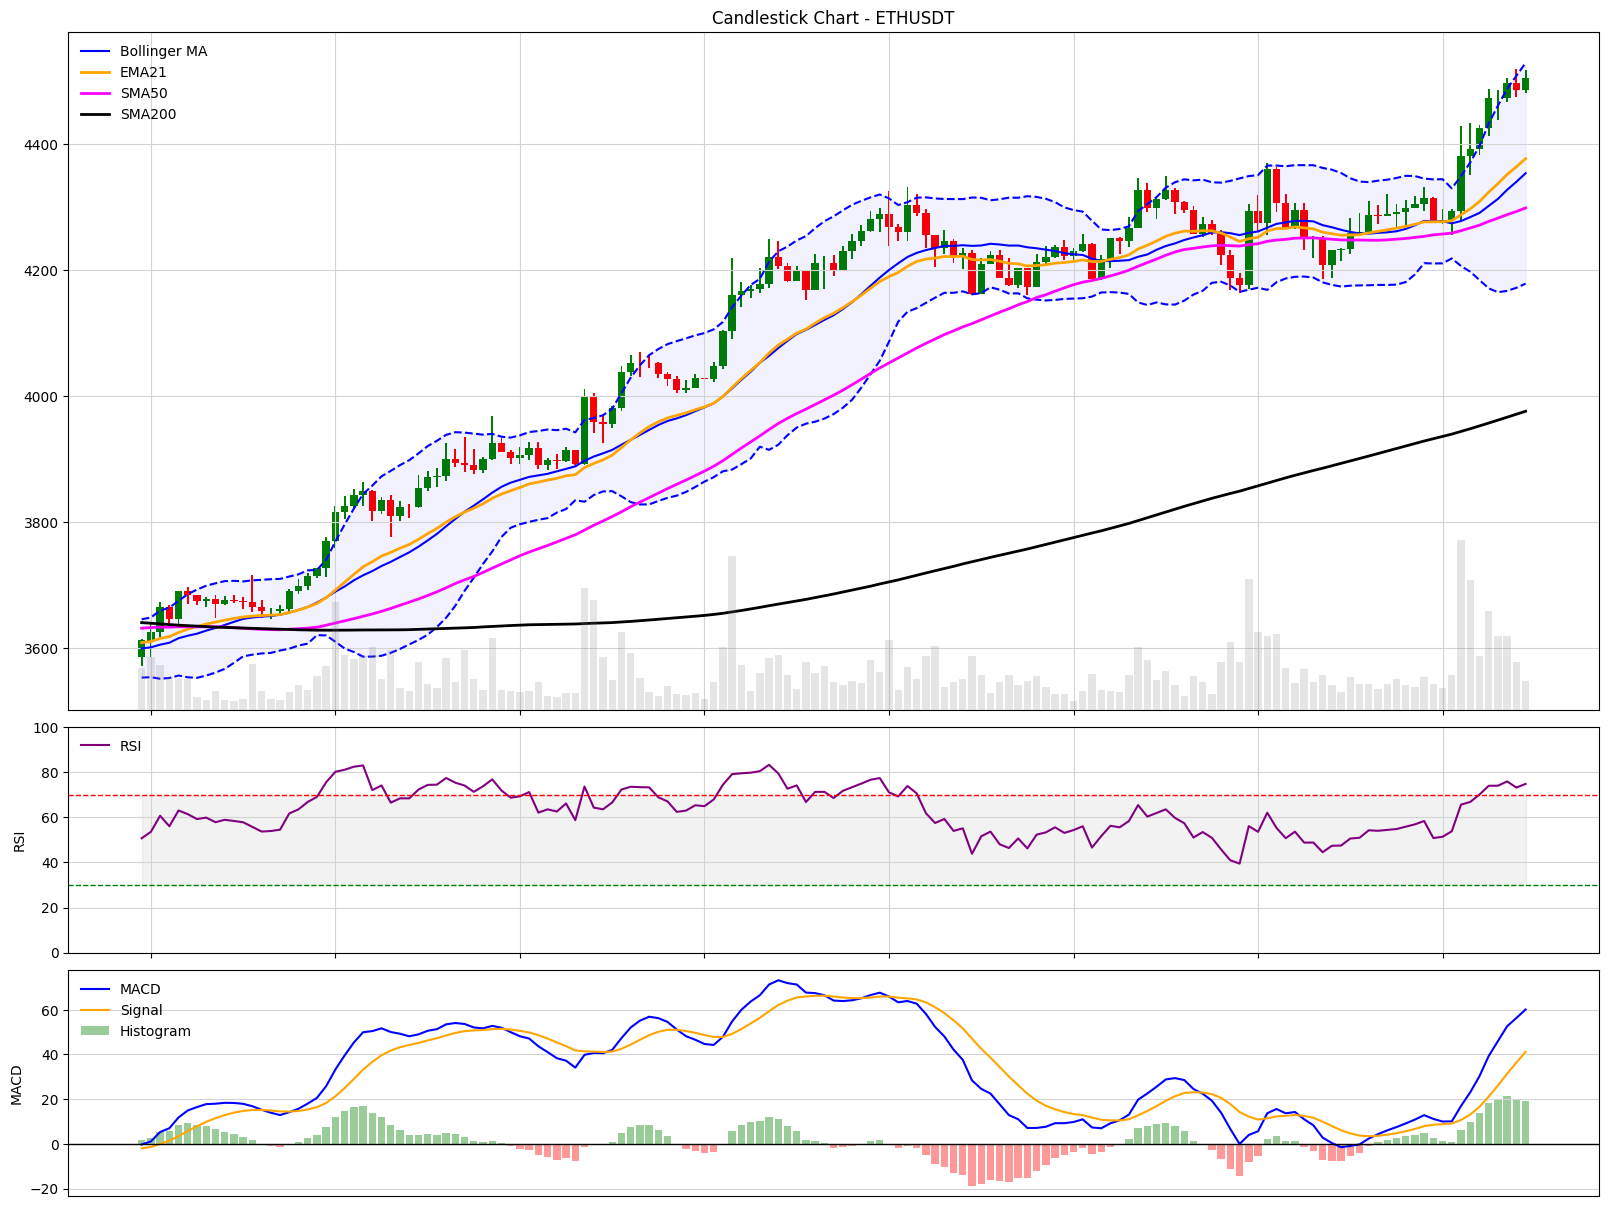 Candlestick Chart - ETHUSDT
Bollinger MA
EMA21
SMA50
SMA200
4400
4200
4000
3800
3600
RSI
100
80
60
40
20
0
RSI
MACD
Signal
Histogram
60
40
20
0
−20
MACD